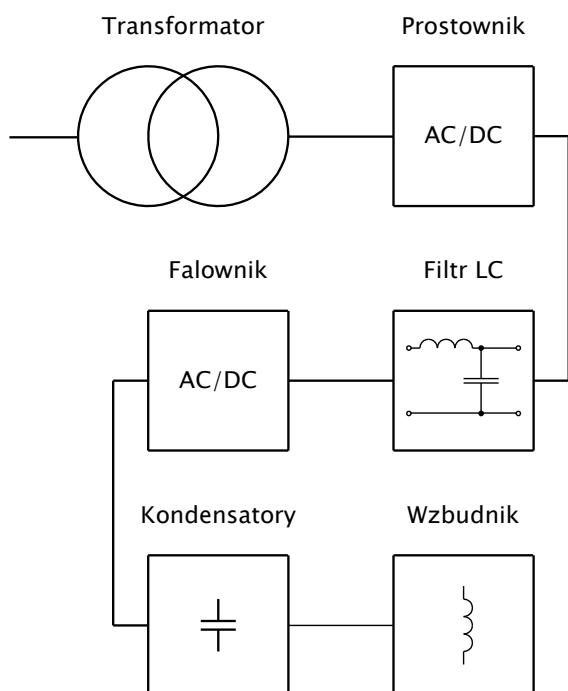 Transformator
Prostownik
AC/DC
Falownik
Filtr LC
AC/DC
Kondensatory
Wzbudnik